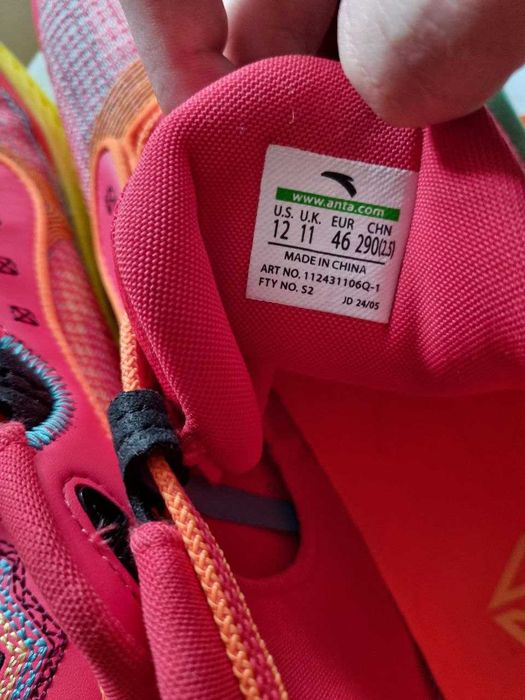 www.anta.com
U.S. U.K. EUR CHN
12 11 46 290(2.5)
MADE IN CHINA
ART NO. 112431106Q-1
FTY NO. S2 JD 24/05